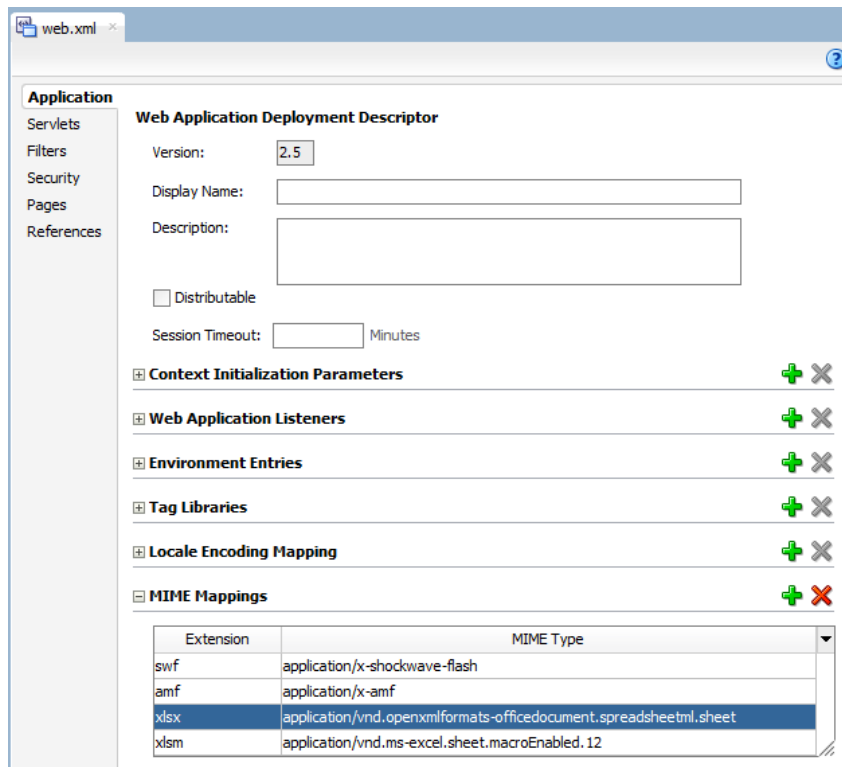 web.xml
Application
Servlets
Filters
Security
Pages
References
Web Application Deployment Descriptor
Version: 2.5
Display Name:
Description:
Distributable
Session Timeout: Minutes
Context Initialization Parameters
Web Application Listeners
Environment Entries
Tag Libraries
Locale Encoding Mapping
MIME Mappings
Extension MIME Type
swf application/x-shockwave-flash
amf application/x-amf
xlsx application/vnd.openxmlformats-officedocument.spreadsheetml.sheet
xlsm application/vnd.ms-excel.sheet.macroEnabled.12